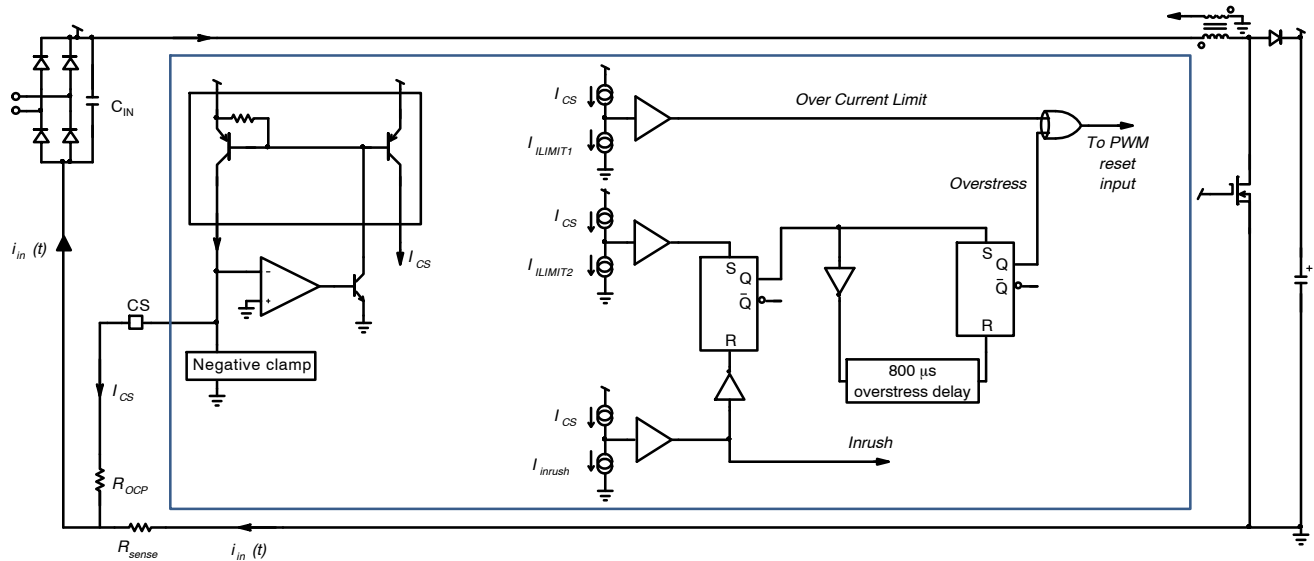 C_IN
I_CS
I_ILIMIT1
Over Current Limit
To PWM
reset
input
Overstress
I_CS
I_ILIMIT2
S
Q
Q̄
R
S
Q
Q̄
R
i_in (t)
I_CS
-
+
CS
Negative clamp
800 μs
overstress delay
I_CS
I_CS
I_inrush
Inrush
R_OCP
R_sense
i_in (t)
+